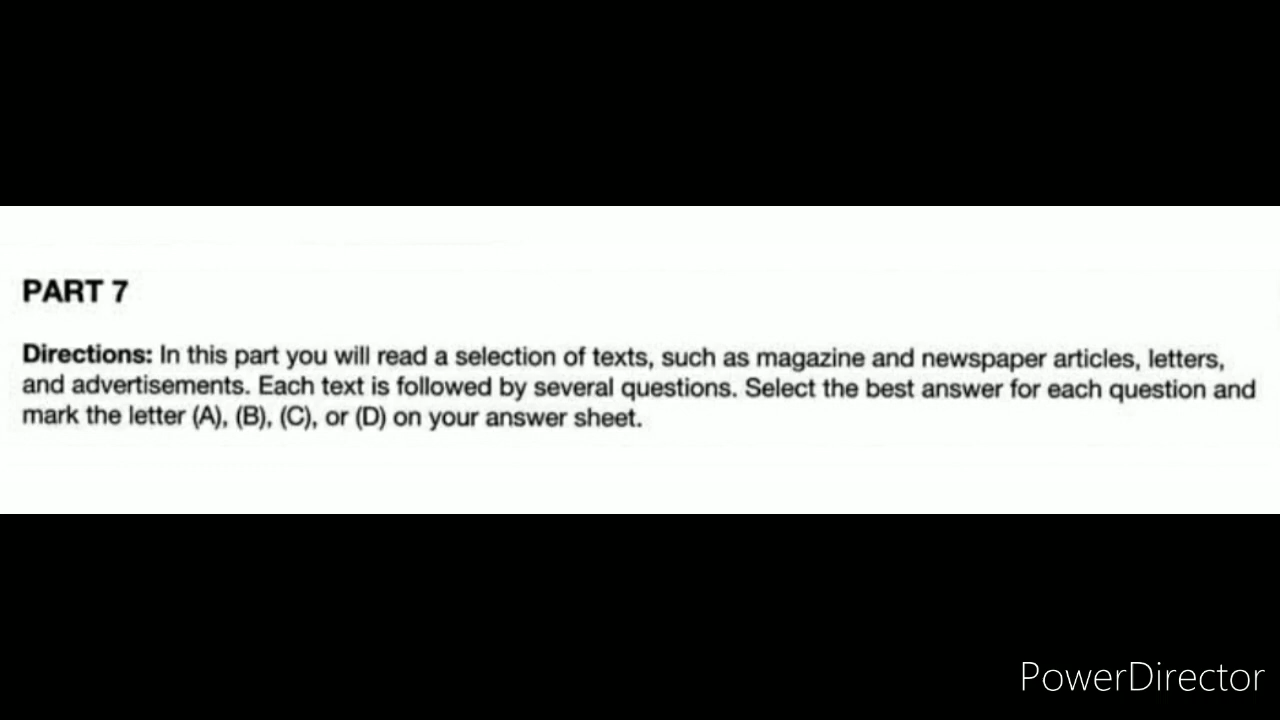 PART 7
Directions: In this part you will read a selection of texts, such as magazine and newspaper articles, letters,
and advertisements. Each text is followed by several questions. Select the best answer for each question and
mark the letter (A), (B), (C), or (D) on your answer sheet.
PowerDirector